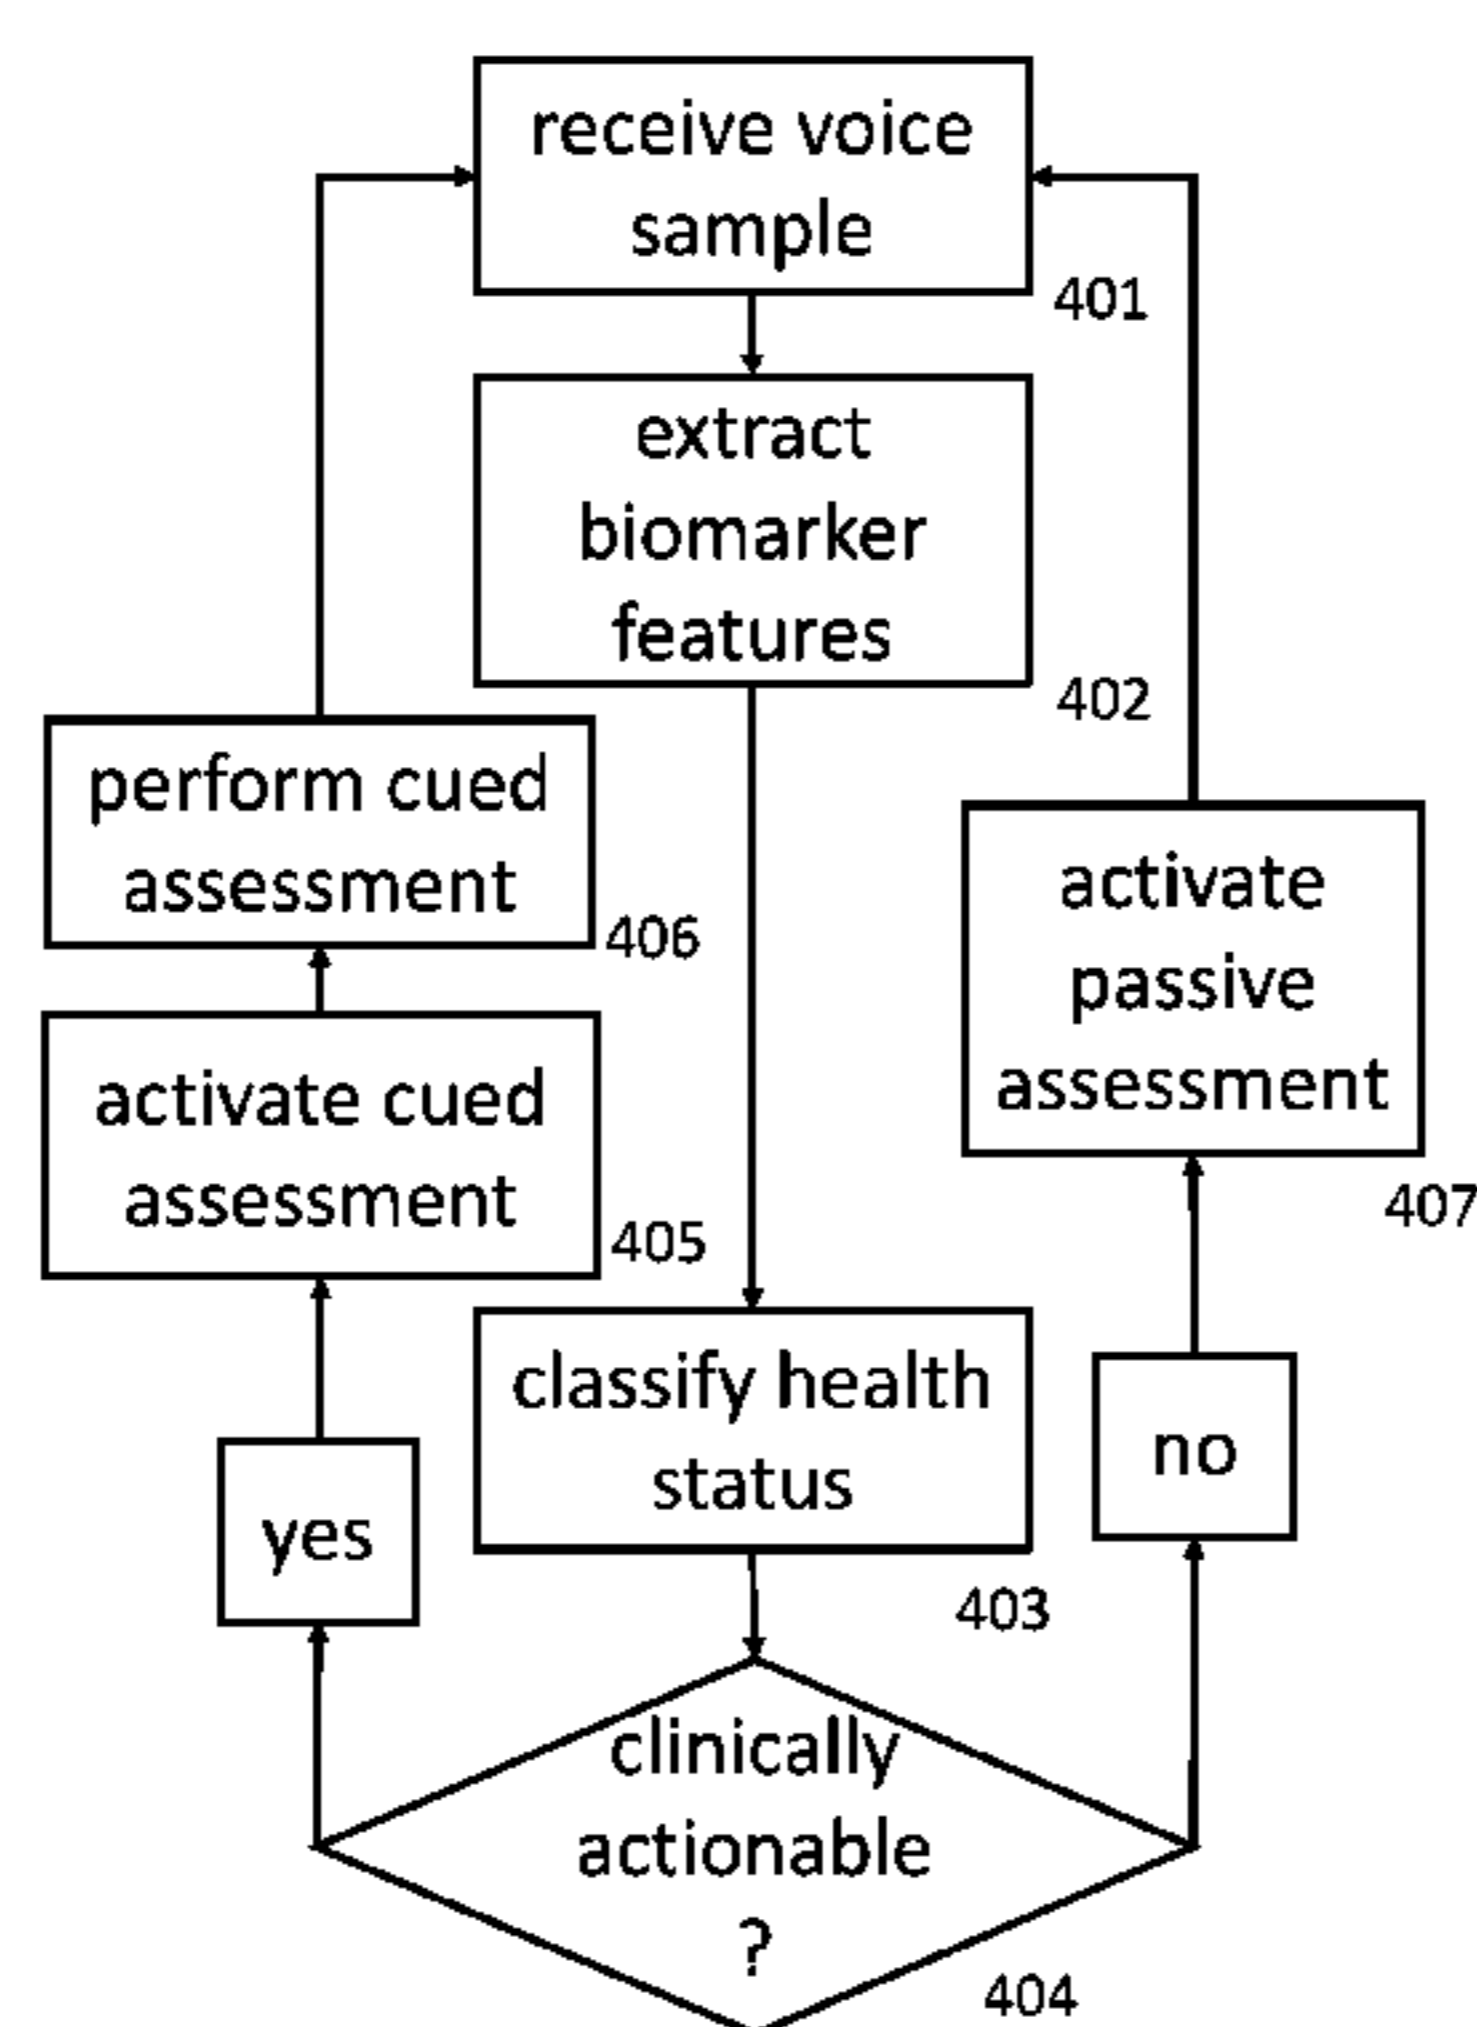 receive voice
sample
401
extract
biomarker
features
402
perform cued
assessment
406
activate
passive
assessment
407
activate cued
assessment
405
classify health
status
403
yes
no
clinically
actionable
?
404